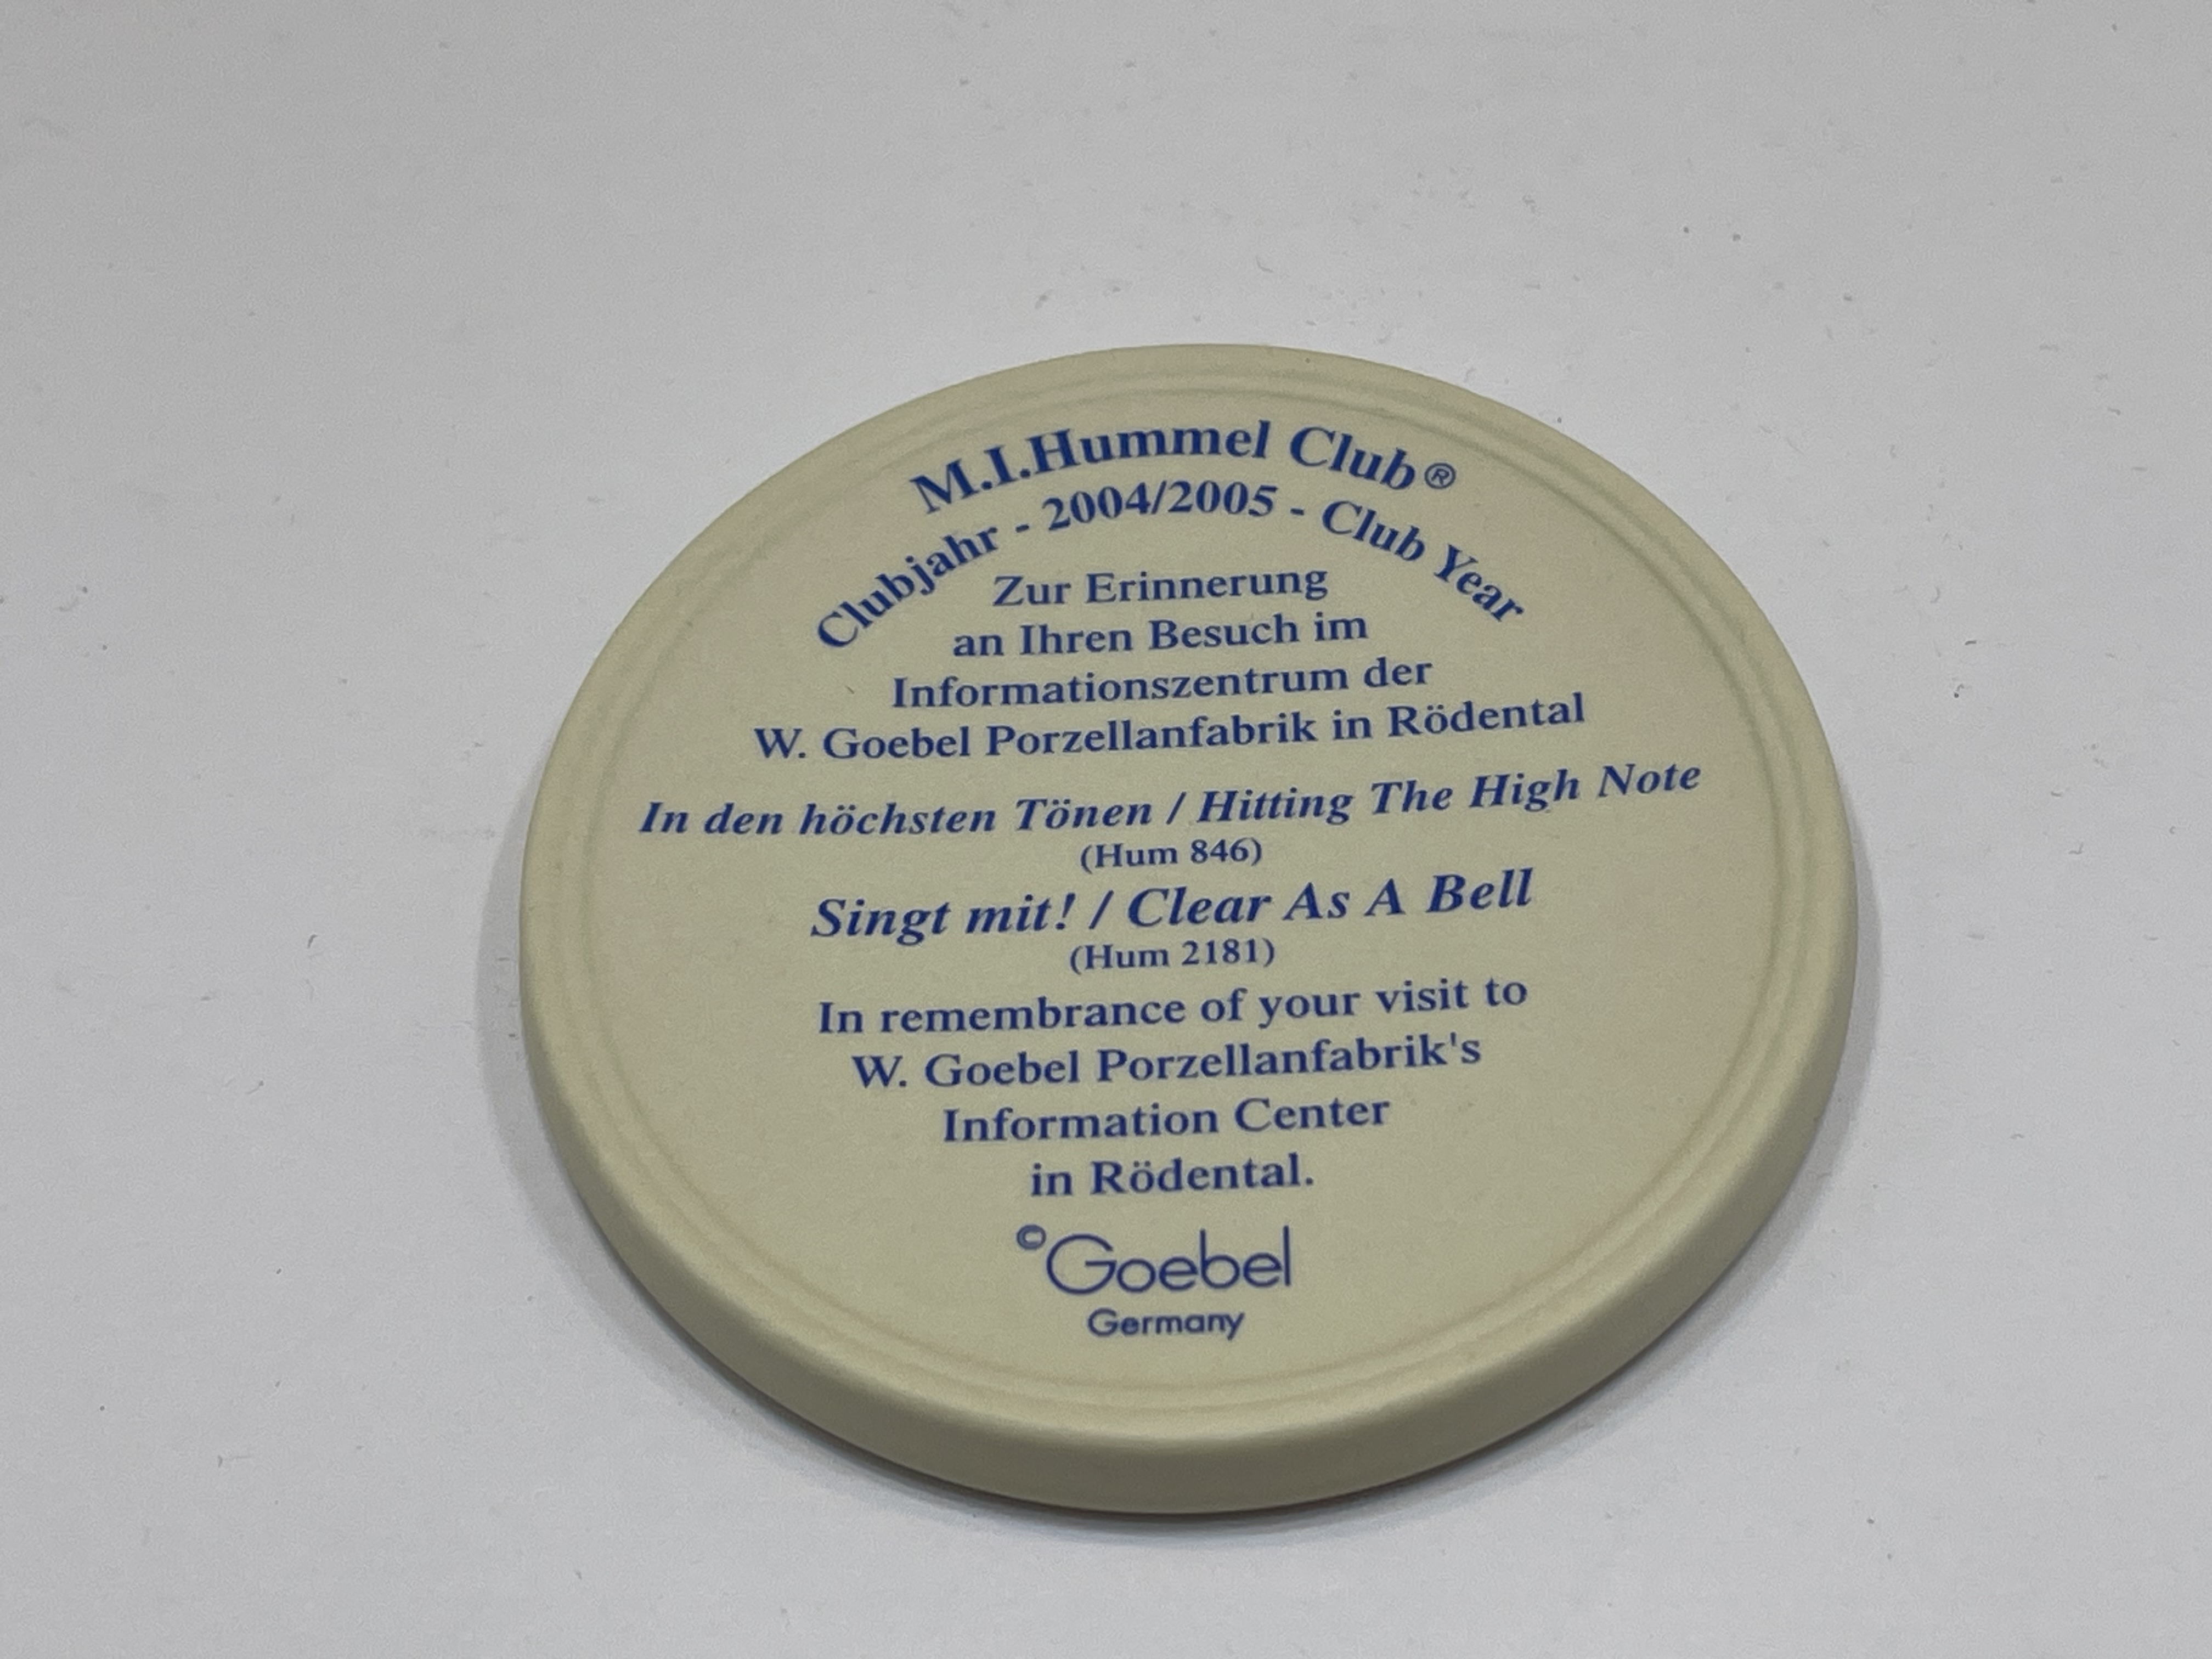 M.I.Hummel Club®
Clubjahr - 2004/2005 - Club Year
Zur Erinnerung
an Ihren Besuch im
Informationszentrum der
W. Goebel Porzellanfabrik in Rödental
In den höchsten Tönen / Hitting The High Note
(Hum 846)
Singt mit! / Clear As A Bell
(Hum 2181)
In remembrance of your visit to
W. Goebel Porzellanfabrik's
Information Center
in Rödental.
©Goebel
Germany